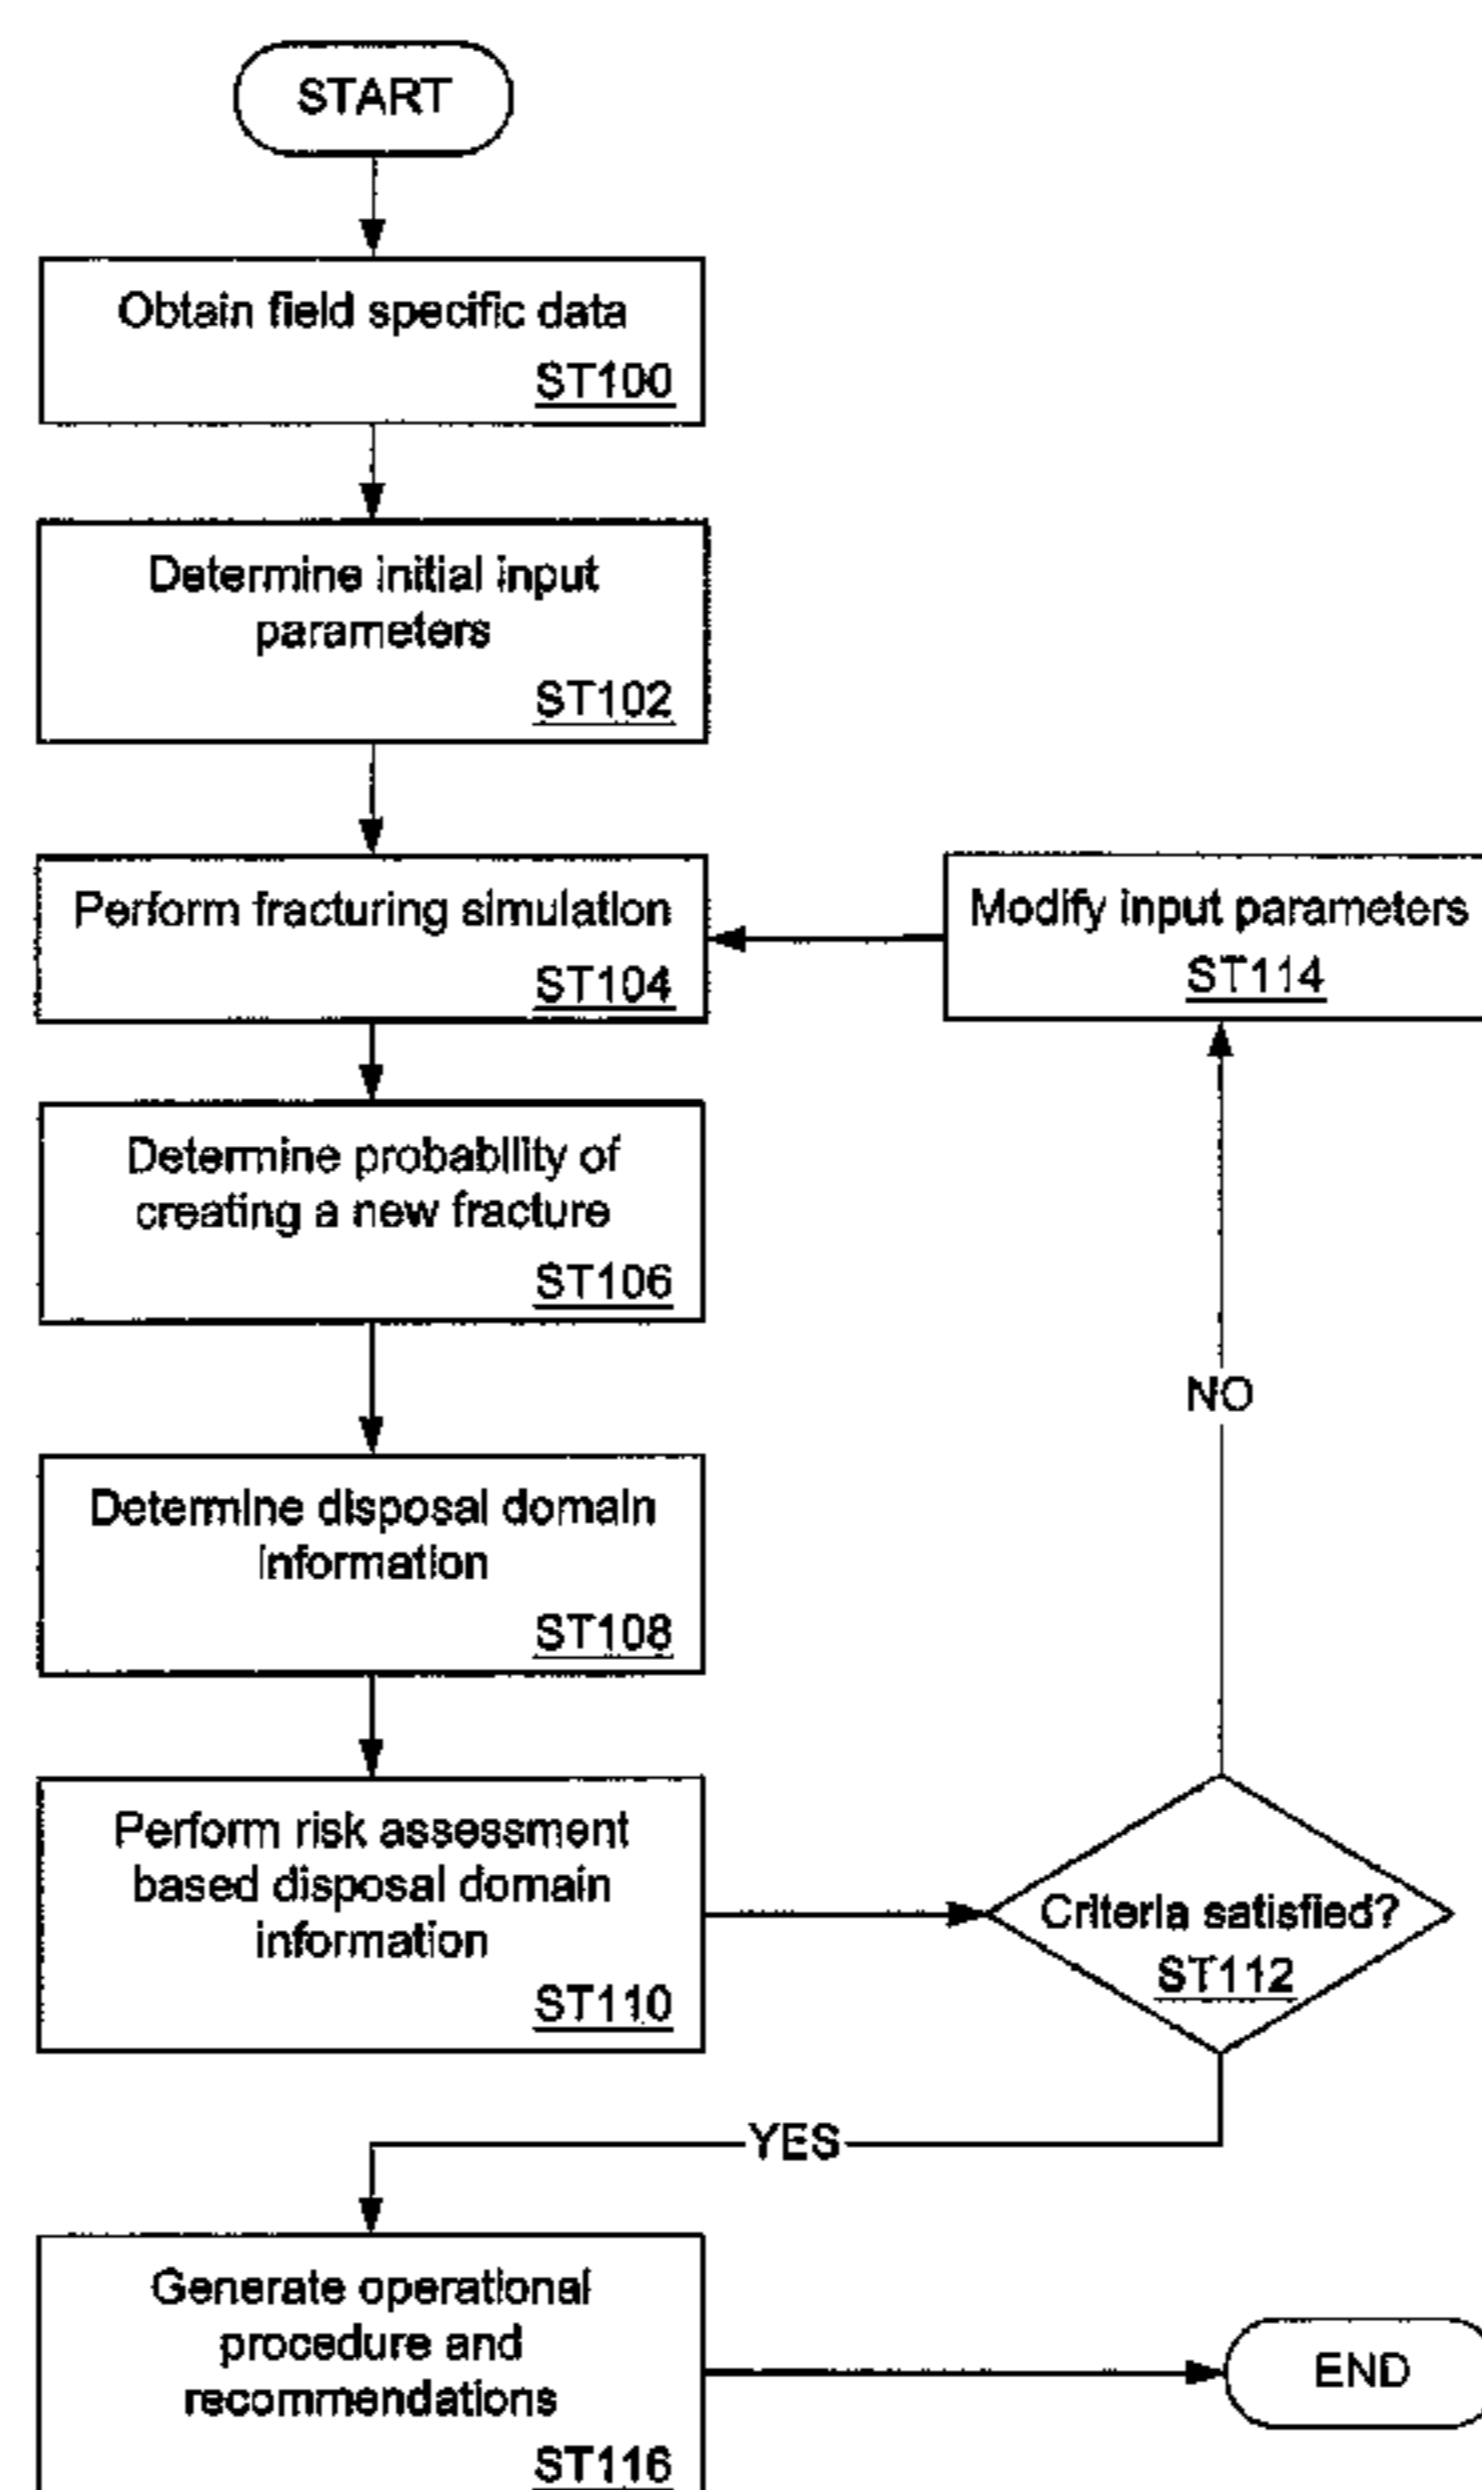 START
Obtain field specific data
ST100
Determine initial input
parameters
ST102
Perform fracturing simulation
ST104
Modify input parameters
ST114
Determine probability of
creating a new fracture
ST106
NO
Determine disposal domain
information
ST108
Perform risk assessment
based disposal domain
information
ST110
Criteria satisfied?
ST112
YES
Generate operational
procedure and
recommendations
ST116
END